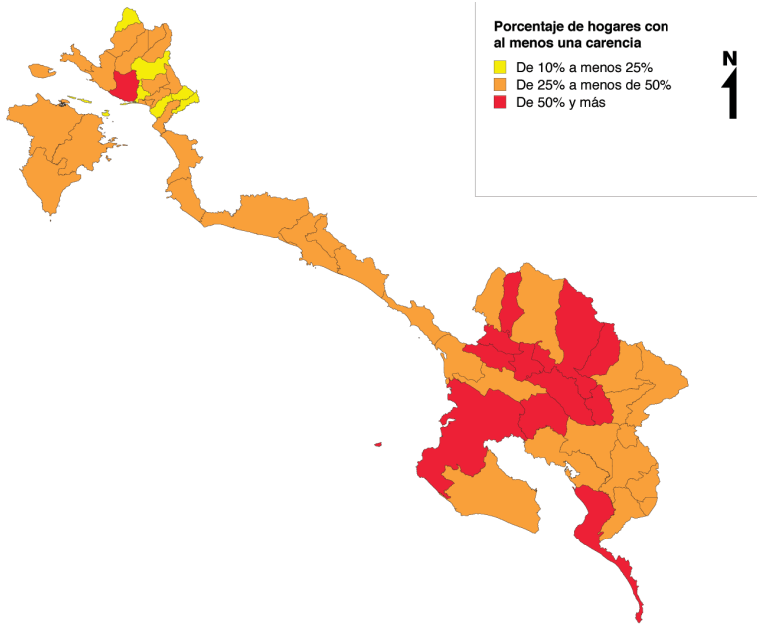 Porcentaje de hogares con
al menos una carencia
De 10% a menos 25%
De 25% a menos de 50%
De 50% y más
N